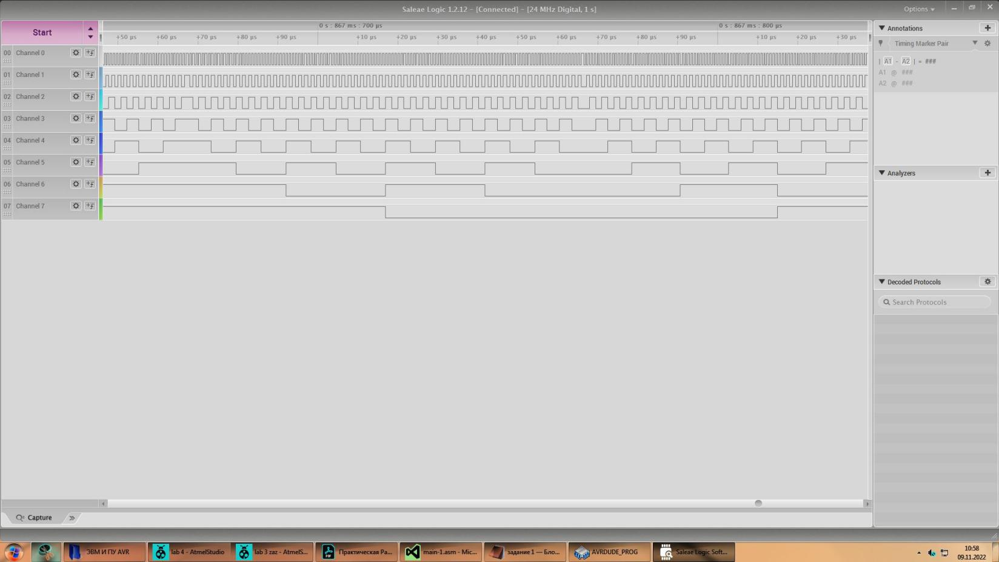 Saleae Logic 1.2.12 - [Connected] - [24 MHz Digital, 1 s]
Options
Start
0 s : 867 ms : 700 µs
0 s : 867 ms : 800 µs
+50 µs +60 µs +70 µs +80 µs +90 µs +10 µs +20 µs +30 µs +40 µs +50 µs +60 µs +70 µs +80 µs +90 µs +10 µs +20 µs +30 µs
00 Channel 0
01 Channel 1
02 Channel 2
03 Channel 3
04 Channel 4
05 Channel 5
06 Channel 6
07 Channel 7
Annotations
Timing Marker Pair
| A1 - A2 | = ###
A1 @ ###
A2 @ ###
Analyzers
Decoded Protocols
Search Protocols
Capture
ЭВМ И ПУ AVR
lab 4 - AtmelStudio
lab 3 zaz - AtmelS...
Практическая Ра...
main-1.asm - Mic...
задание 1 — Бло...
AVRDUDE_PROG
Saleae Logic Soft...
10:58
09.11.2022